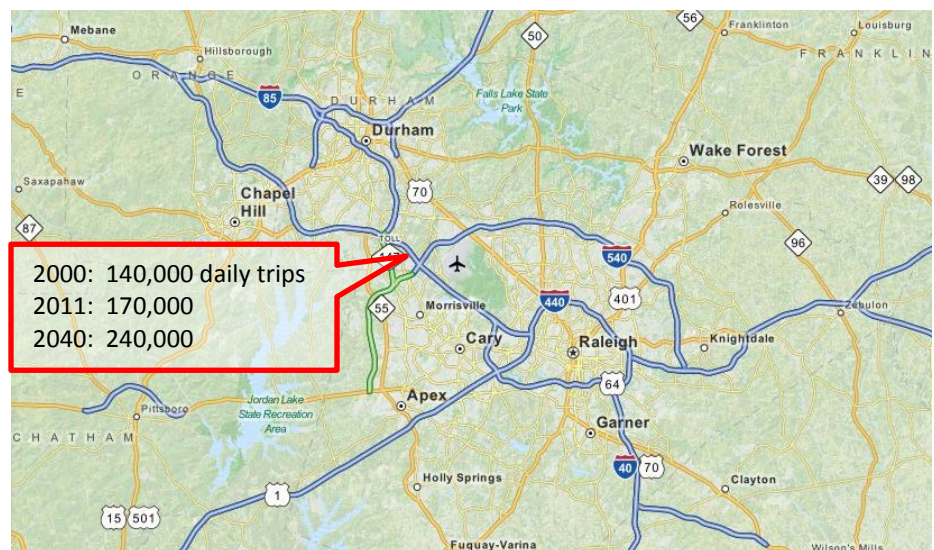 56
Franklinton
Louisburg
Mebane
50
Hillsborough
FRANKLIN
ORANGE
E
85
DURHAM
Falls Lake State
Park
Durham
Wake Forest
Saxapahaw
Chapel
Hill
70
39
98
Rolesville
87
TOLL
147
96
540
2000: 140,000 daily trips
2011: 170,000
2040: 240,000
55
Morrisville
440
401
Zebulon
Cary
Raleigh
Knightdale
64
Apex
Jordan Lake
State Recreation
Area
Pittsboro
Garner
CHATHAM
40
70
Holly Springs
Clayton
1
15
501
Fuquay-Varina
Wilson's Mills